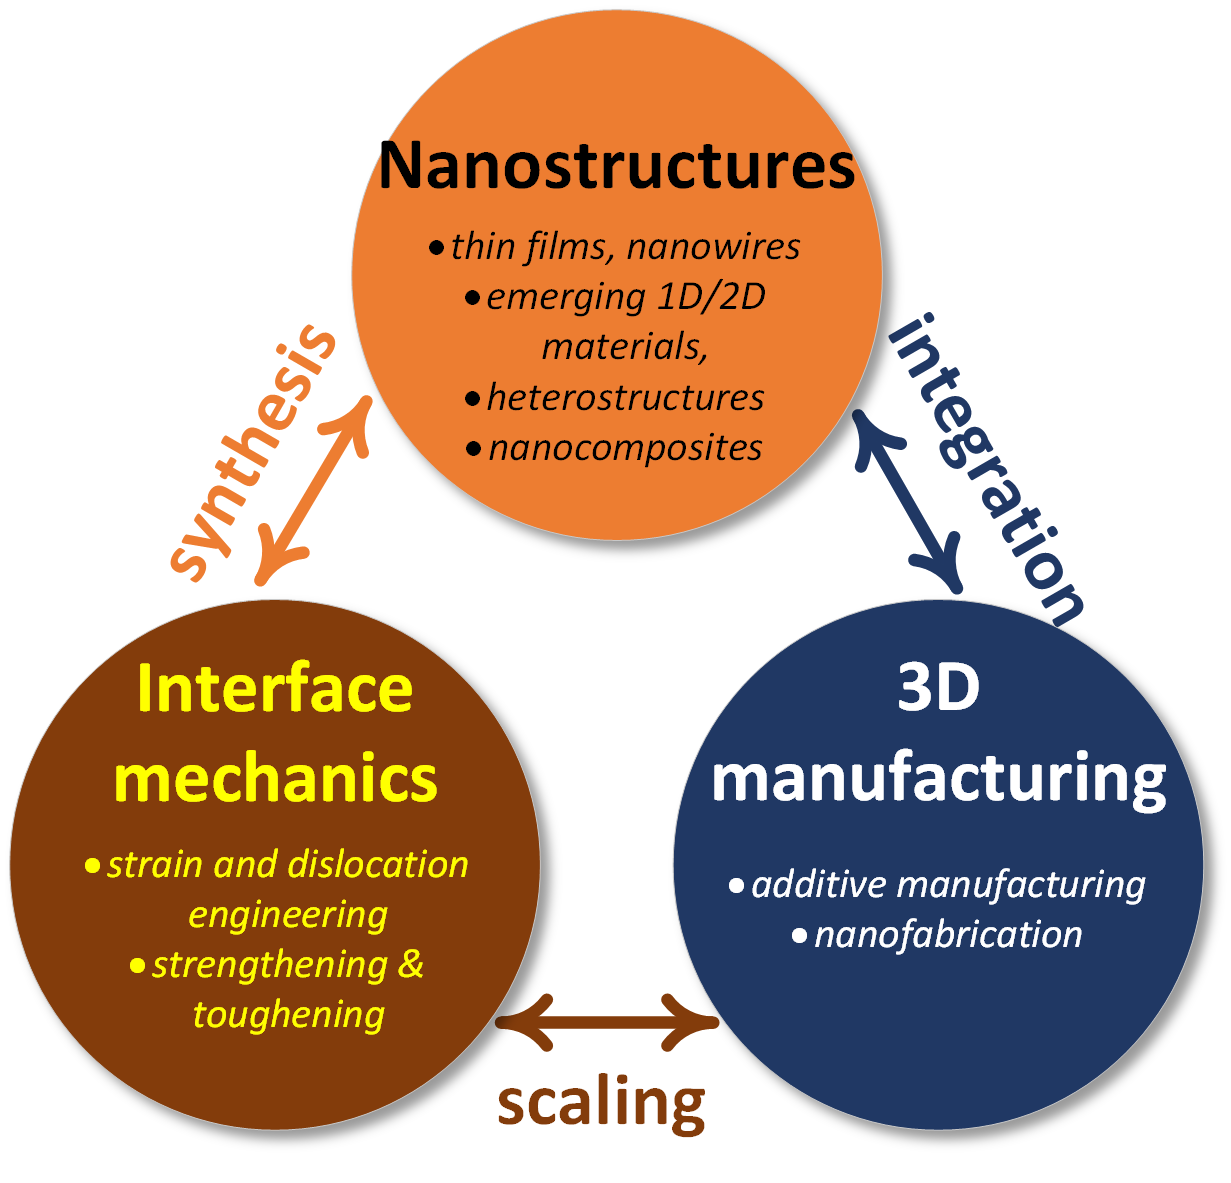 Nanostructures
• thin films, nanowires
• emerging 1D/2D
materials,
• heterostructures
• nanocomposites
synthesis
integration
Interface
mechanics
• strain and dislocation
engineering
• strengthening &
toughening
3D
manufacturing
• additive manufacturing
• nanofabrication
scaling